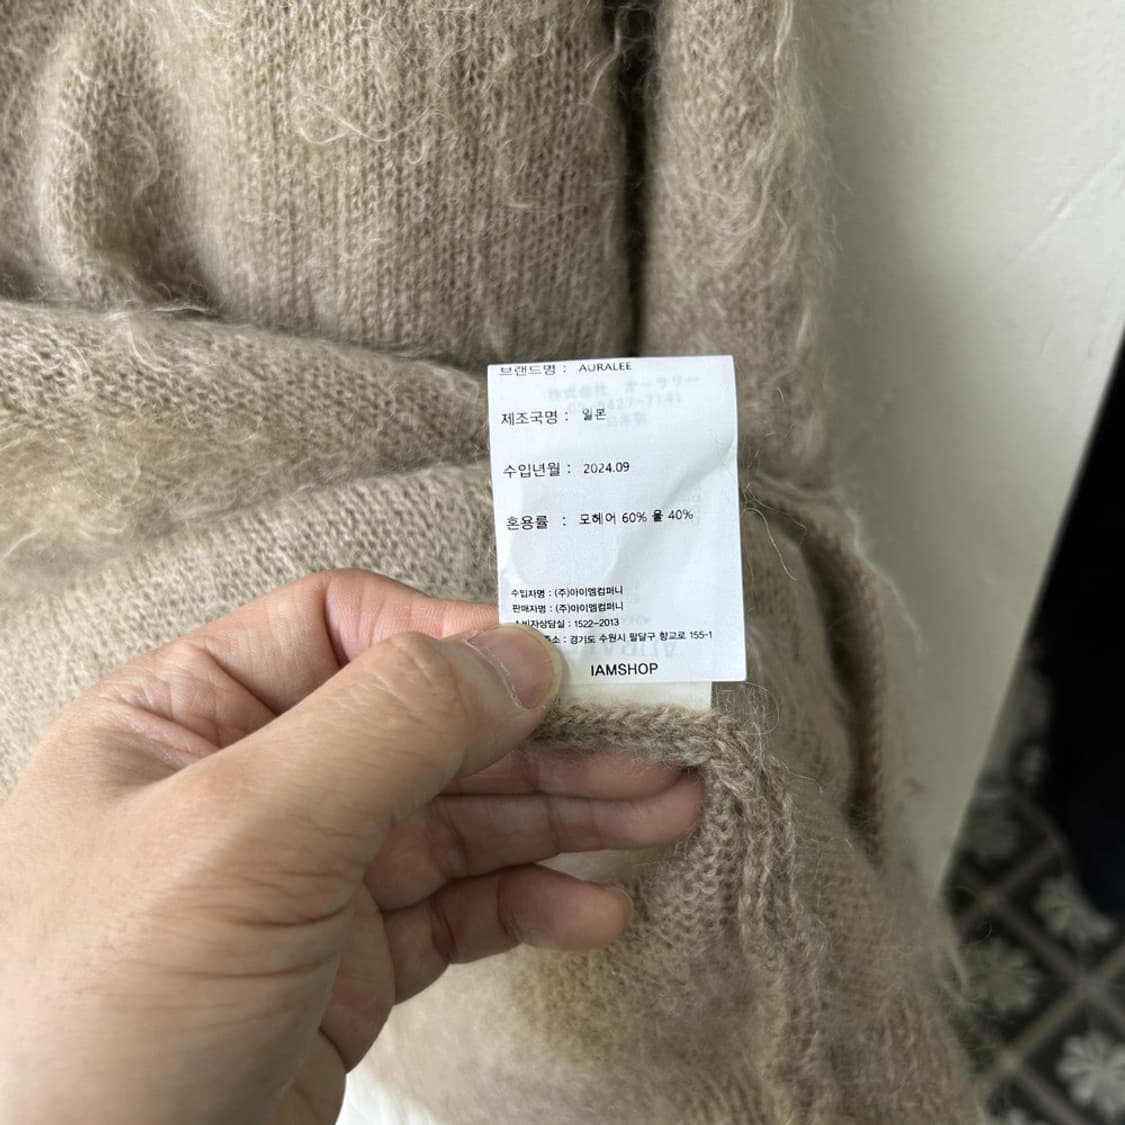 브랜드명 : AURALEE
제조국명 : 일본
수입년월 : 2024.09
혼용률 : 모헤어 60% 울 40%
수입자명 : (주)아이엠컴퍼니
판매자명 : (주)아이엠컴퍼니
비자상담실 : 1522-2013
주소 : 경기도 수원시 팔달구 향교로 155-1
IAMSHOP